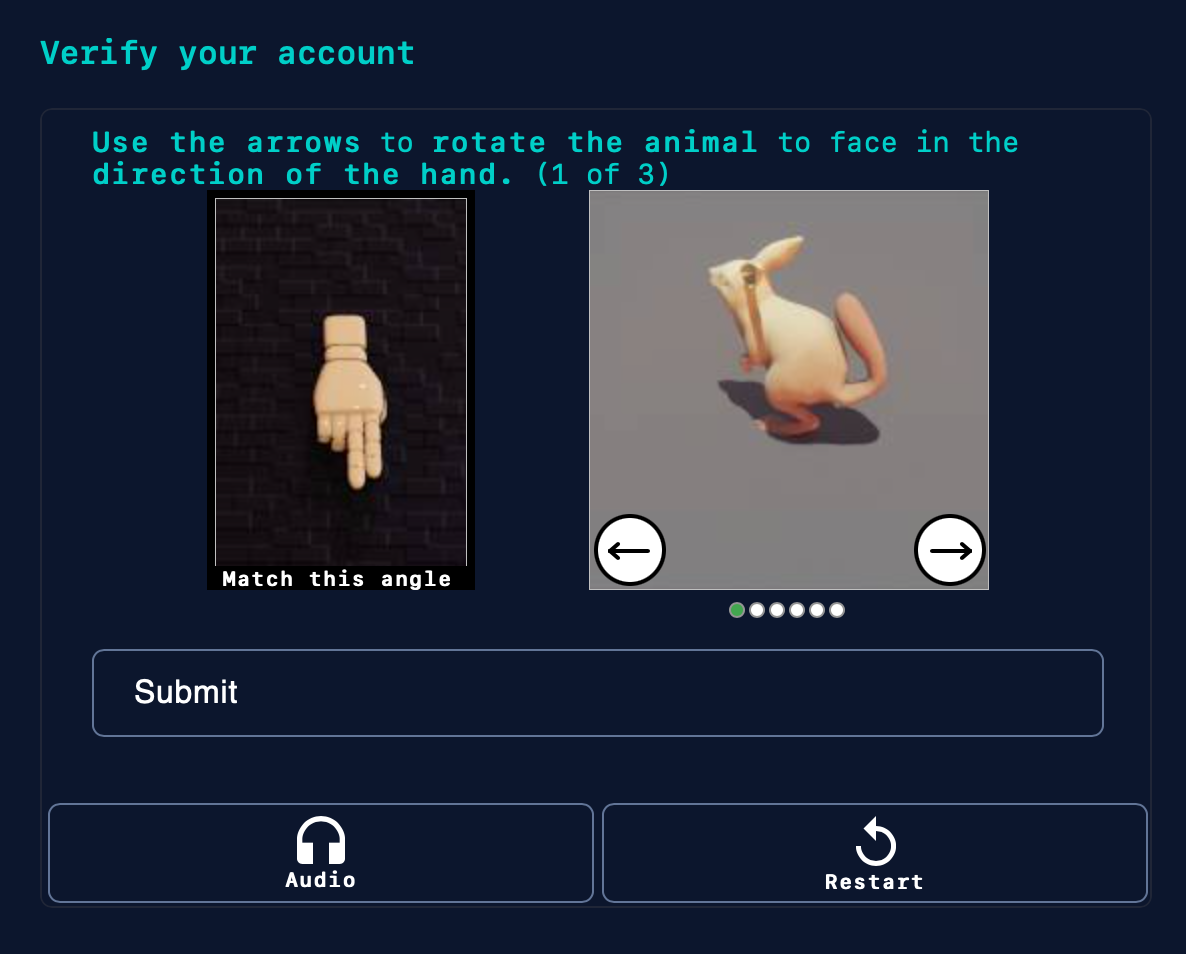 Verify your account
Use the arrows to rotate the animal to face in the
direction of the hand. (1 of 3)
Match this angle
Submit
Audio
Restart